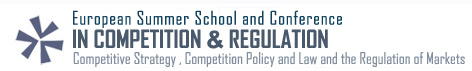 European Summer School and Conference
IN COMPETITION & REGULATION
Competitive Strategy , Competition Policy and Law and the Regulation of Markets